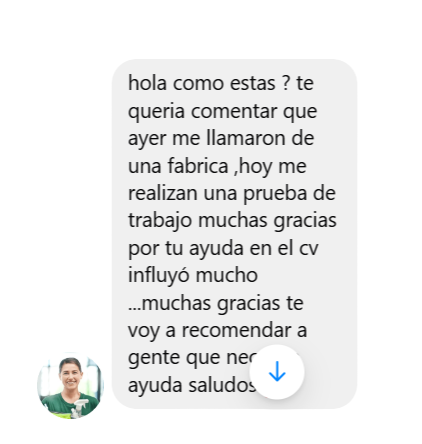 hola como estas ? te
queria comentar que
ayer me llamaron de
una fabrica ,hoy me
realizan una prueba de
trabajo muchas gracias
por tu ayuda en el cv
influyó mucho
...muchas gracias te
voy a recomendar a
gente que
ayuda saludos